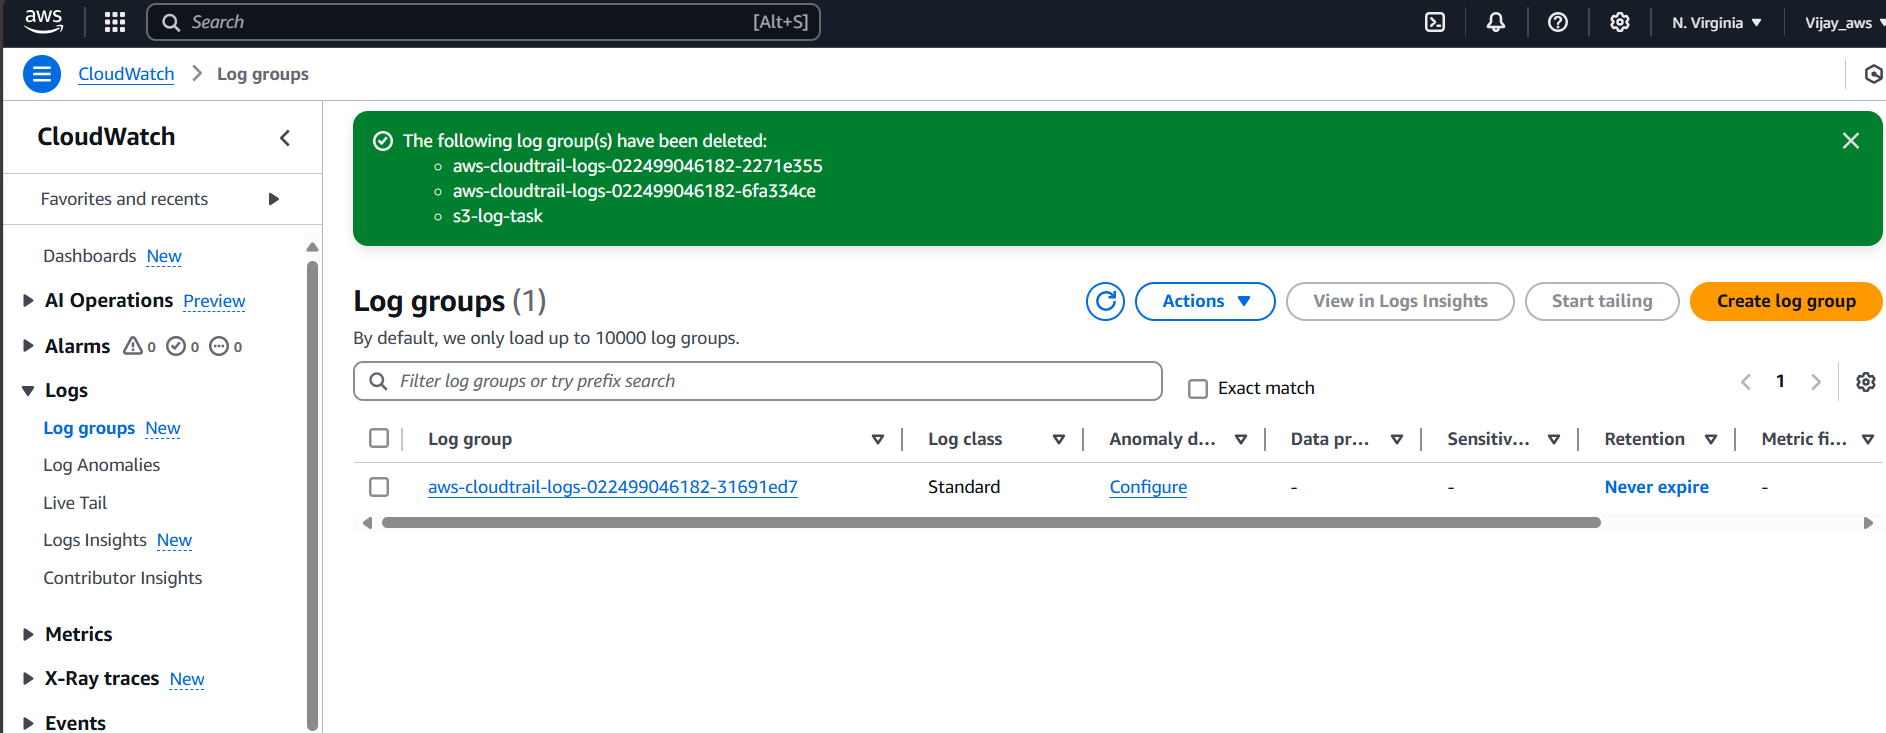 aws Search [Alt+S] N. Virginia Vijay_aws
CloudWatch Log groups
CloudWatch
Favorites and recents
Dashboards New
AI Operations Preview
Alarms 0 0 0
Logs
Log groups New
Log Anomalies
Live Tail
Logs Insights New
Contributor Insights
Metrics
X-Ray traces New
Events
The following log group(s) have been deleted:
aws-cloudtrail-logs-022499046182-2271e355
aws-cloudtrail-logs-022499046182-6fa334ce
s3-log-task
Log groups (1)
Actions View in Logs Insights Start tailing Create log group
By default, we only load up to 10000 log groups.
Filter log groups or try prefix search Exact match 1
Log group Log class Anomaly d... Data pr... Sensitiv... Retention Metric fi...
aws-cloudtrail-logs-022499046182-31691ed7 Standard Configure - - Never expire -